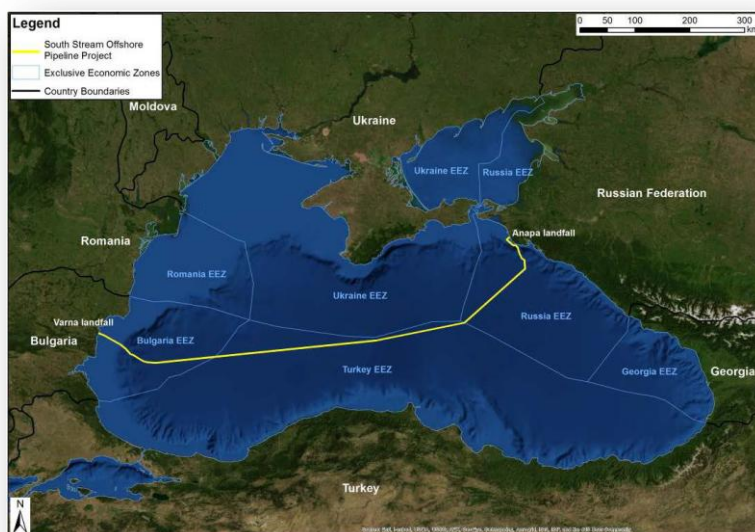 Legend
South Stream Offshore
Pipeline Project
Exclusive Economic Zones
Country Boundaries
0 50 100 200 300
km
Moldova
Ukraine
Ukraine EEZ
Russia EEZ
Russian Federation
Romania
Anapa landfall
Romania EEZ
Ukraine EEZ
Varna landfall
Russia EEZ
Bulgaria
Bulgaria EEZ
Turkey EEZ
Georgia EEZ
Georgia
Turkey
N